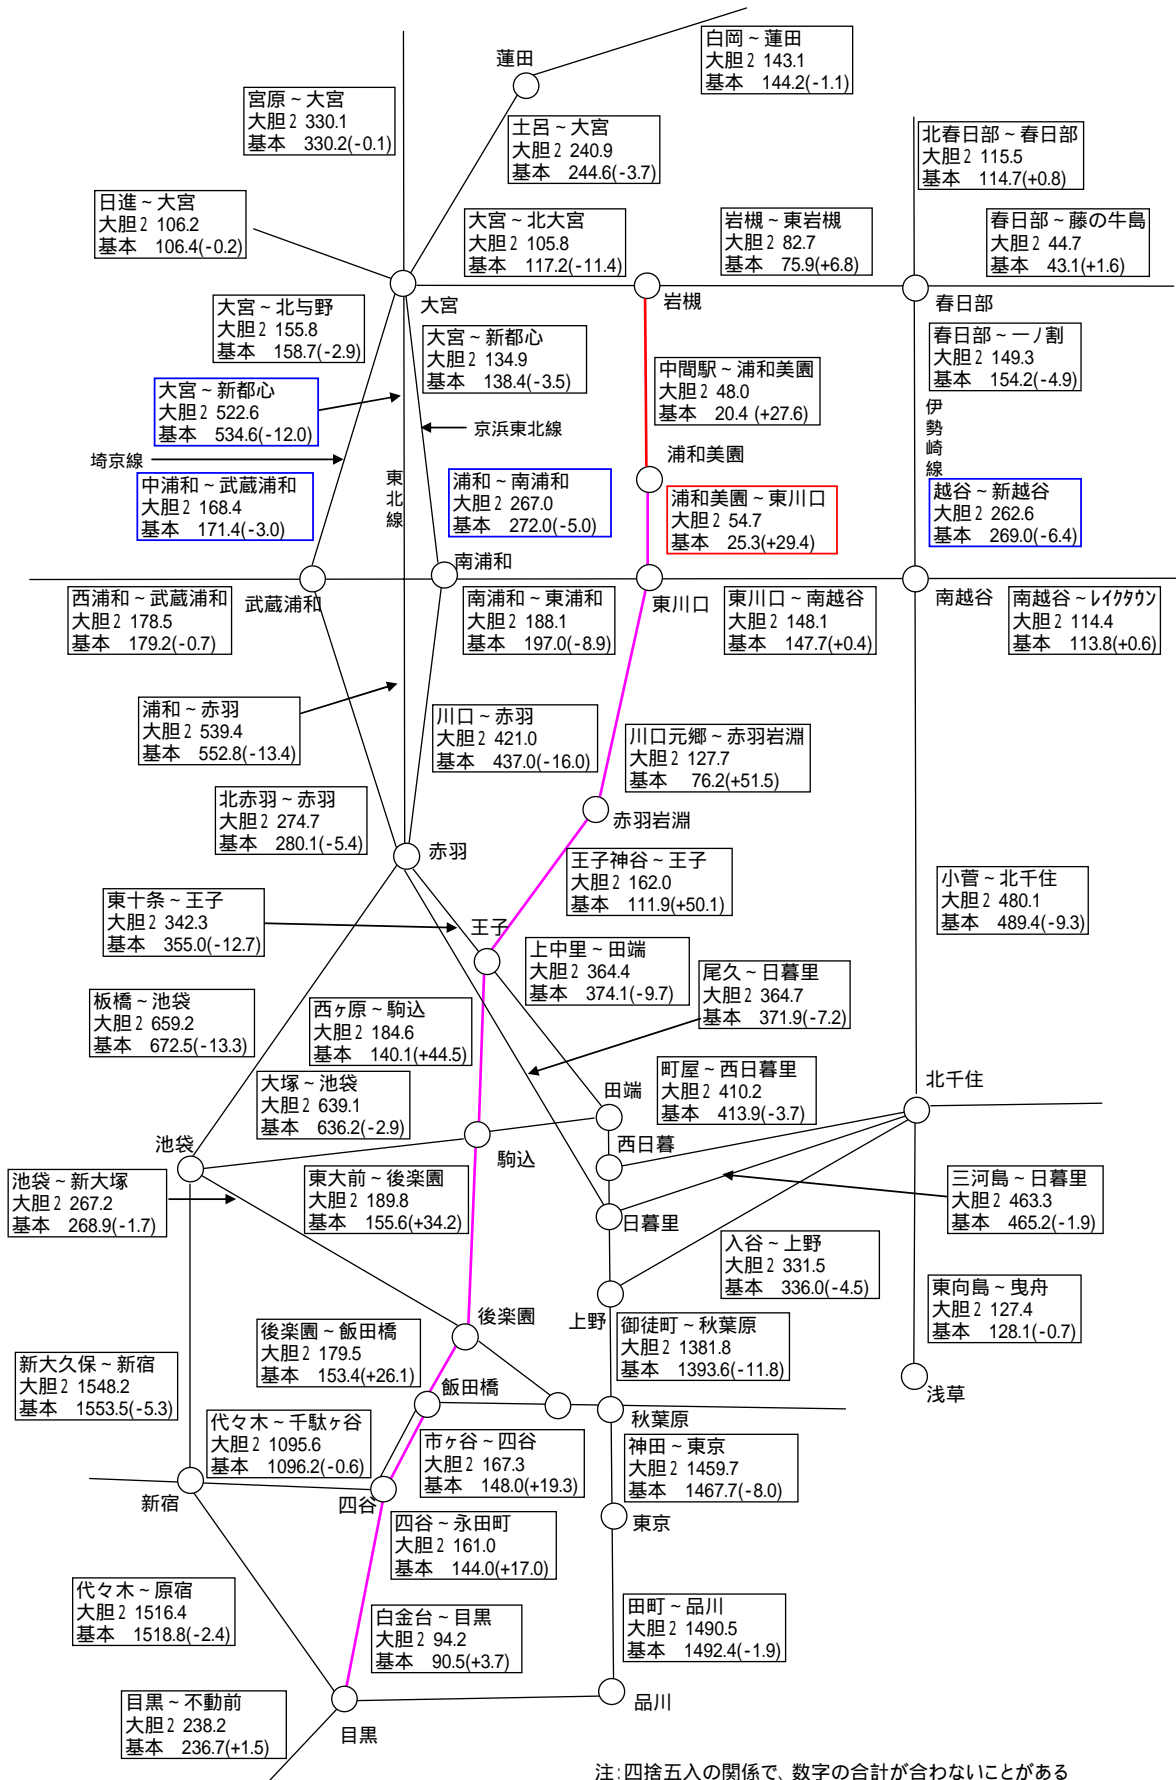 白岡～蓮田
大胆2 143.1
基本 144.2(-1.1)
蓮田
宮原～大宮
大胆2 330.1
基本 330.2(-0.1)
土呂～大宮
大胆2 240.9
基本 244.6(-3.7)
北春日部～春日部
大胆2 115.5
基本 114.7(+0.8)
日進～大宮
大胆2 106.2
基本 106.4(-0.2)
大宮～北大宮
大胆2 105.8
基本 117.2(-11.4)
岩槻～東岩槻
大胆2 82.7
基本 75.9(+6.8)
春日部～藤の牛島
大胆2 44.7
基本 43.1(+1.6)
大宮
岩槻
春日部
大宮～北与野
大胆2 155.8
基本 158.7(-2.9)
大宮～新都心
大胆2 134.9
基本 138.4(-3.5)
春日部～一ノ割
大胆2 149.3
基本 154.2(-4.9)
中間駅～浦和美園
大胆2 48.0
基本 20.4 (+27.6)
大宮～新都心
大胆2 522.6
基本 534.6(-12.0)
京浜東北線
伊勢崎線
埼京線
浦和美園
東北線
中浦和～武蔵浦和
大胆2 168.4
基本 171.4(-3.0)
浦和～南浦和
大胆2 267.0
基本 272.0(-5.0)
浦和美園～東川口
大胆2 54.7
基本 25.3(+29.4)
越谷～新越谷
大胆2 262.6
基本 269.0(-6.4)
南浦和
武蔵浦和
東川口
南越谷
西浦和～武蔵浦和
大胆2 178.5
基本 179.2(-0.7)
南浦和～東浦和
大胆2 188.1
基本 197.0(-8.9)
東川口～南越谷
大胆2 148.1
基本 147.7(+0.4)
南越谷～レイクタウン
大胆2 114.4
基本 113.8(+0.6)
浦和～赤羽
大胆2 539.4
基本 552.8(-13.4)
川口～赤羽
大胆2 421.0
基本 437.0(-16.0)
川口元郷～赤羽岩淵
大胆2 127.7
基本 76.2(+51.5)
北赤羽～赤羽
大胆2 274.7
基本 280.1(-5.4)
赤羽岩淵
赤羽
王子神谷～王子
大胆2 162.0
基本 111.9(+50.1)
小菅～北千住
大胆2 480.1
基本 489.4(-9.3)
東十条～王子
大胆2 342.3
基本 355.0(-12.7)
王子
上中里～田端
大胆2 364.4
基本 374.1(-9.7)
尾久～日暮里
大胆2 364.7
基本 371.9(-7.2)
板橋～池袋
大胆2 659.2
基本 672.5(-13.3)
西ヶ原～駒込
大胆2 184.6
基本 140.1(+44.5)
町屋～西日暮里
大胆2 410.2
基本 413.9(-3.7)
大塚～池袋
大胆2 639.1
基本 636.2(-2.9)
田端
北千住
池袋
駒込
西日暮
池袋～新大塚
大胆2 267.2
基本 268.9(-1.7)
東大前～後楽園
大胆2 189.8
基本 155.6(+34.2)
三河島～日暮里
大胆2 463.3
基本 465.2(-1.9)
日暮里
入谷～上野
大胆2 331.5
基本 336.0(-4.5)
東向島～曳舟
大胆2 127.4
基本 128.1(-0.7)
後楽園
上野
後楽園～飯田橋
大胆2 179.5
基本 153.4(+26.1)
御徒町～秋葉原
大胆2 1381.8
基本 1393.6(-11.8)
新大久保～新宿
大胆2 1548.2
基本 1553.5(-5.3)
飯田橋
浅草
秋葉原
代々木～千駄ヶ谷
大胆2 1095.6
基本 1096.2(-0.6)
市ヶ谷～四谷
大胆2 167.3
基本 148.0(+19.3)
神田～東京
大胆2 1459.7
基本 1467.7(-8.0)
新宿
四谷
東京
四谷～永田町
大胆2 161.0
基本 144.0(+17.0)
代々木～原宿
大胆2 1516.4
基本 1518.8(-2.4)
白金台～目黒
大胆2 94.2
基本 90.5(+3.7)
田町～品川
大胆2 1490.5
基本 1492.4(-1.9)
目黒～不動前
大胆2 238.2
基本 236.7(+1.5)
目黒
品川
注:四捨五入の関係で、数字の合計が合わないことがある